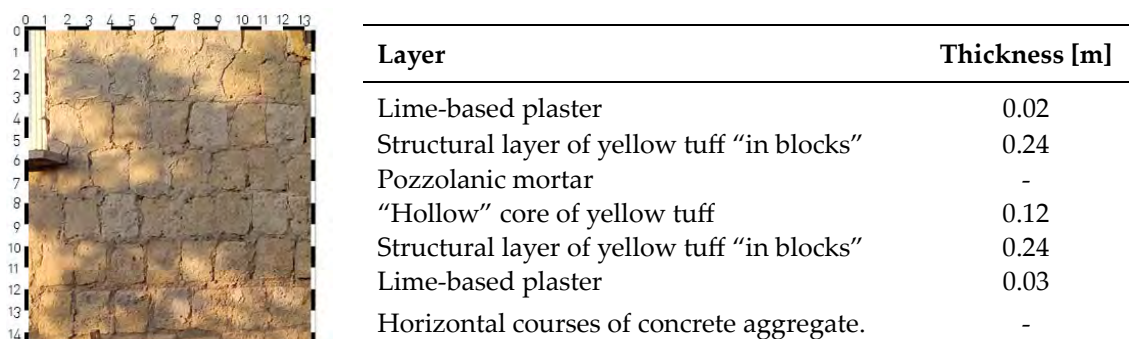 0 1 2 3 4 5 6 7 8 9 10 11 12 13
0
1
2
3
4
5
6
7
8
9
10
11
12
13
14
Layer Thickness [m]
Lime-based plaster 0.02
Structural layer of yellow tuff “in blocks” 0.24
Pozzolanic mortar -
“Hollow” core of yellow tuff 0.12
Structural layer of yellow tuff “in blocks” 0.24
Lime-based plaster 0.03
Horizontal courses of concrete aggregate. -